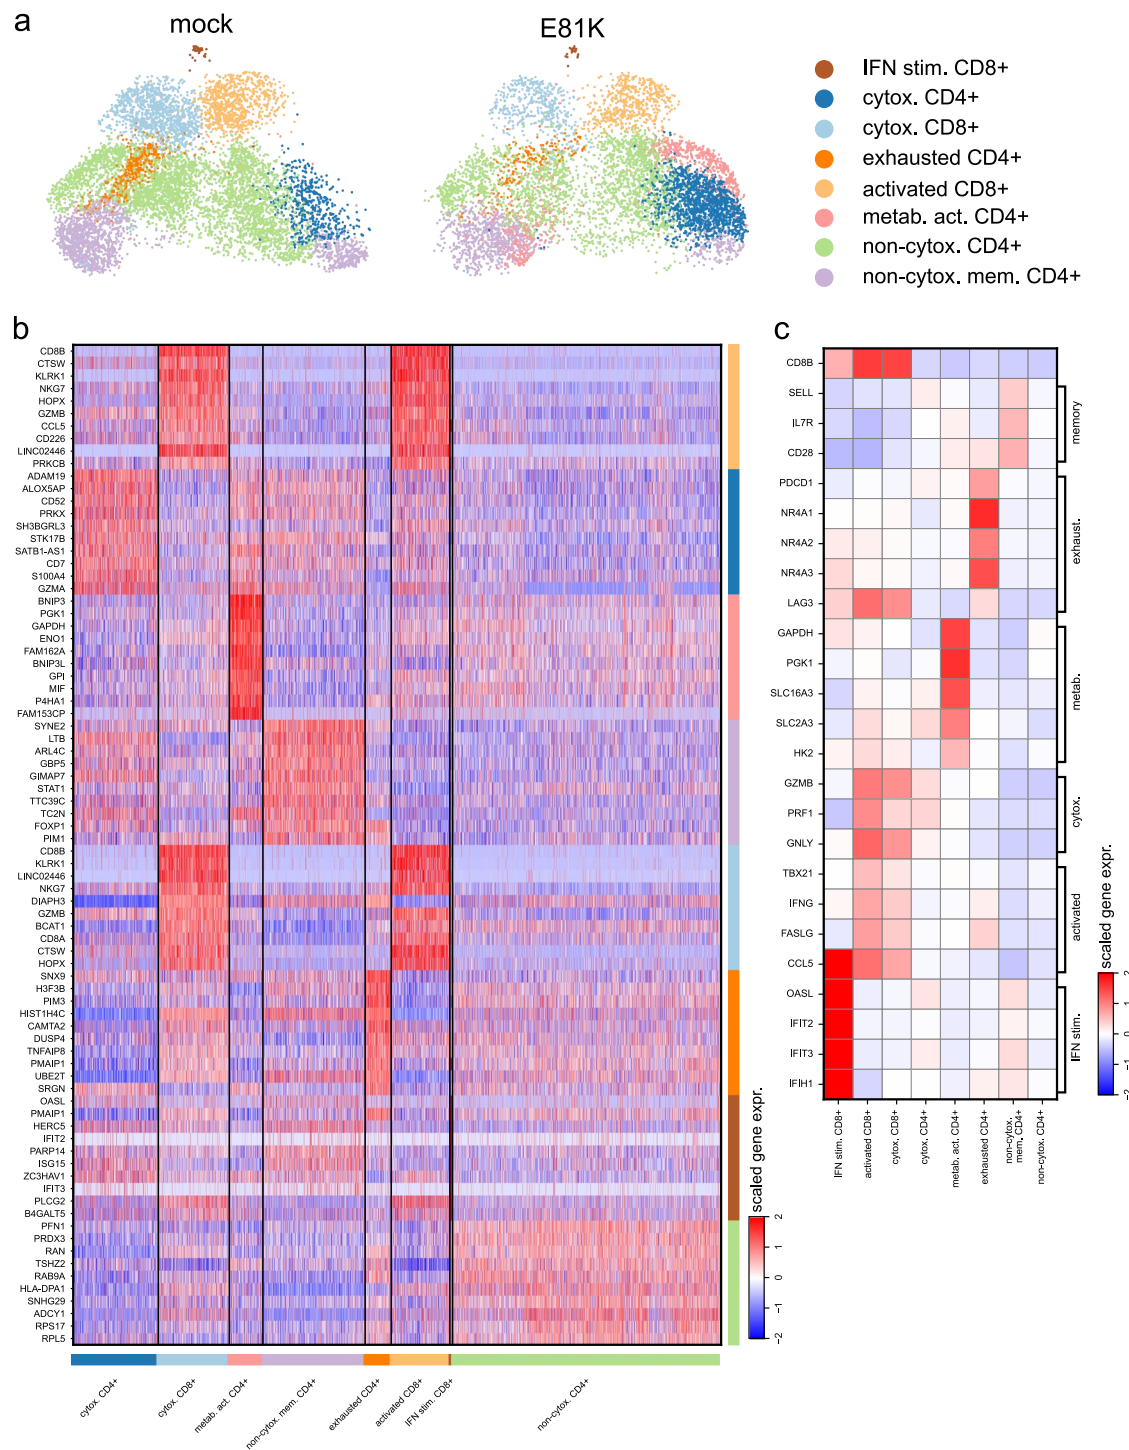 a
mock
E81K
IFN stim. CD8+
cytox. CD4+
cytox. CD8+
exhausted CD4+
activated CD8+
metab. act. CD4+
non-cytox. CD4+
non-cytox. mem. CD4+
b
CD8B
CTSW
KLRK1
NKG7
HOPX
GZMB
CCL5
CD226
LINC02446
PRKCB
ADAM19
ALOX5AP
CD52
PRKX
SH3BGRL3
STK17B
SATB1-AS1
CD7
S100A4
GZMA
BNIP3
PGK1
GAPDH
ENO1
FAM162A
BNIP3L
GPI
MIF
P4HA1
FAM153CP
SYNE2
LTB
ARL4C
GBP5
GIMAP7
STAT1
TTC39C
TC2N
FOXP1
PIM1
CD8B
KLRK1
LINC02446
NKG7
DIAPH3
GZMB
BCAT1
CD8A
CTSW
HOPX
SNX9
H3F3B
PIM3
HIST1H4C
CAMTA2
DUSP4
TNFAIP8
PMAIP1
UBE2T
SRGN
OASL
PMAIP1
HERC5
IFIT2
PARP14
ISG15
ZC3HAV1
IFIT3
PLCG2
B4GALT5
PFN1
PRDX3
RAN
TSHZ2
RAB9A
HLA-DPA1
SNHG29
ADCY1
RPS17
RPL5
cytox. CD4+
cytox. CD8+
metab. act. CD4+
non-cytox. mem. CD4+
exhausted CD4+
activated CD8+
IFN stim. CD8+
non-cytox. CD4+
scaled gene expr.
2
1
0
−1
−2
c
CD8B
SELL
IL7R
CD28
PDCD1
NR4A1
NR4A2
NR4A3
LAG3
GAPDH
PGK1
SLC16A3
SLC2A3
HK2
GZMB
PRF1
GNLY
TBX21
IFNG
FASLG
CCL5
OASL
IFIT2
IFIT3
IFIH1
memory
exhaust.
metab.
cytox.
activated
IFN stim.
IFN stim. CD8+
activated CD8+
cytox. CD8+
cytox. CD4+
metab. act. CD4+
exhausted CD4+
non-cytox.
mem. CD4+
non-cytox. CD4+
scaled gene expr.
2
1
0
−1
−2